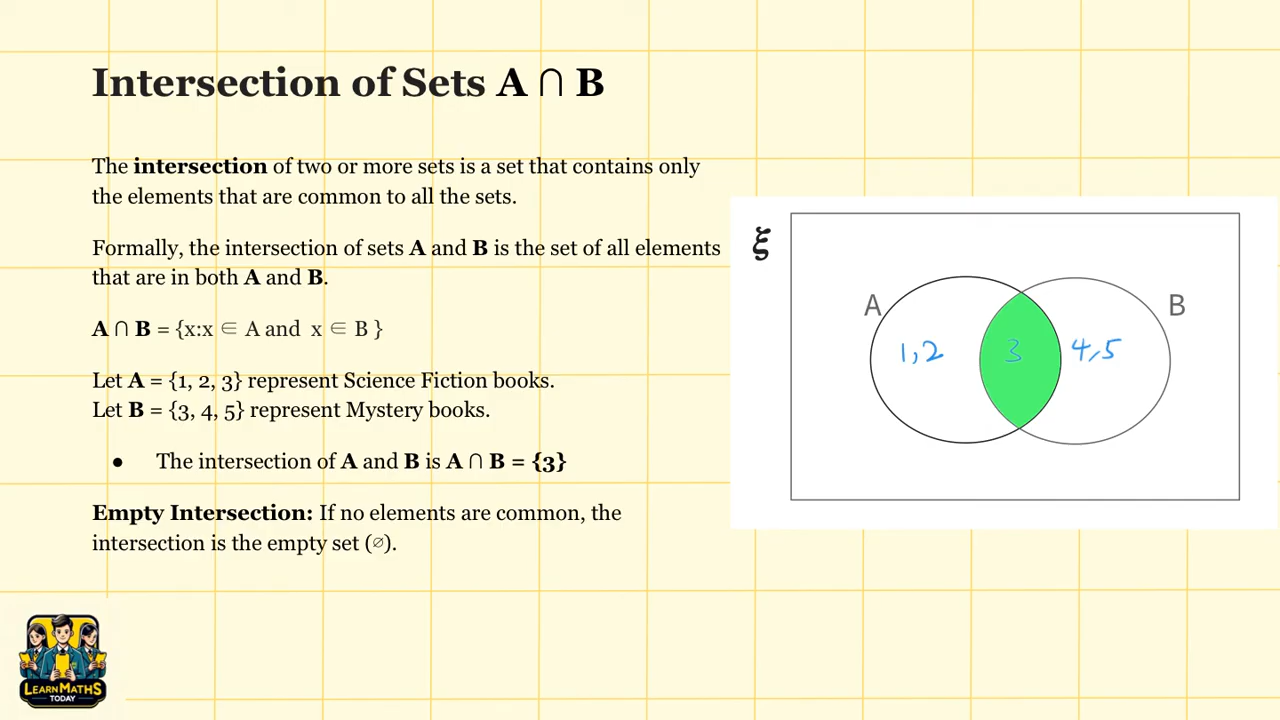 Intersection of Sets A ∩ B
The intersection of two or more sets is a set that contains only
the elements that are common to all the sets.
Formally, the intersection of sets A and B is the set of all elements
that are in both A and B.
A ∩ B = {x:x ∈ A and x ∈ B }
Let A = {1, 2, 3} represent Science Fiction books.
Let B = {3, 4, 5} represent Mystery books.
● The intersection of A and B is A ∩ B = {3}
Empty Intersection: If no elements are common, the
intersection is the empty set (∅).
ξ
A B
1,2 3 4,5
LEARNMATHS
TODAY